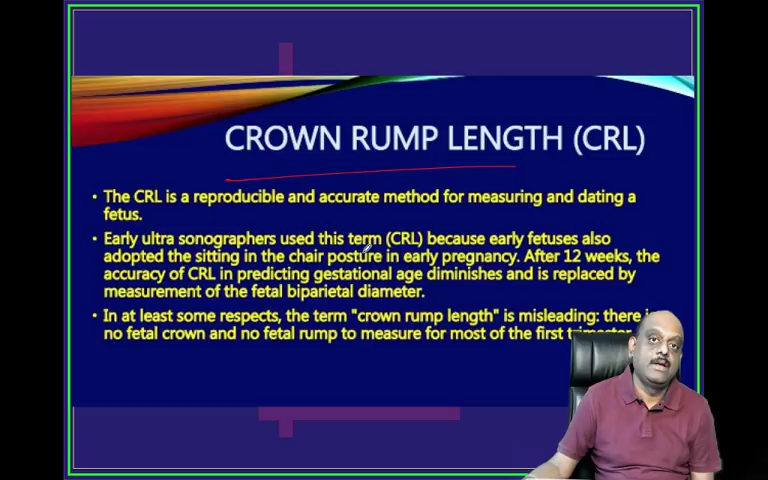 CROWN RUMP LENGTH (CRL)
• The CRL is a reproducible and accurate method for measuring and dating a
fetus.
• Early ultra sonographers used this term (CRL) because early fetuses also
adopted the sitting in the chair posture in early pregnancy. After 12 weeks, the
accuracy of CRL in predicting gestational age diminishes and is replaced by
measurement of the fetal biparietal diameter.
• In at least some respects, the term "crown rump length" is misleading: there is
no fetal crown and no fetal rump to measure for most of the first trimester